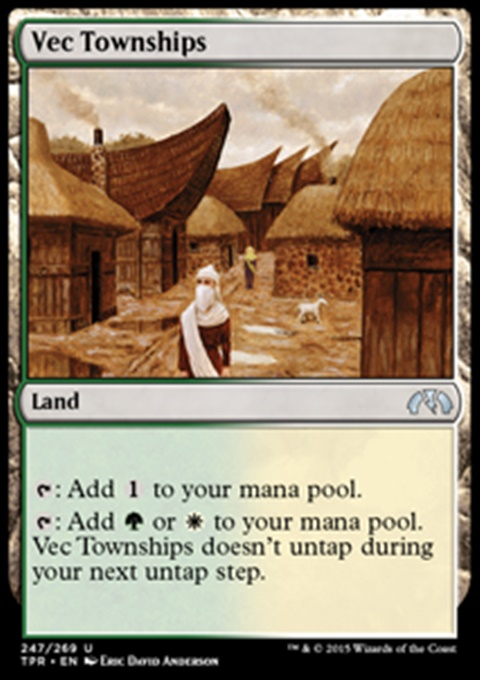 Vec Townships
Land
: Add 1 to your mana pool.
: Add or to your mana pool.
Vec Townships doesn't untap during
your next untap step.
247/269 U
TPR • EN Eric David Anderson
™ & © 2015 Wizards of the Coast